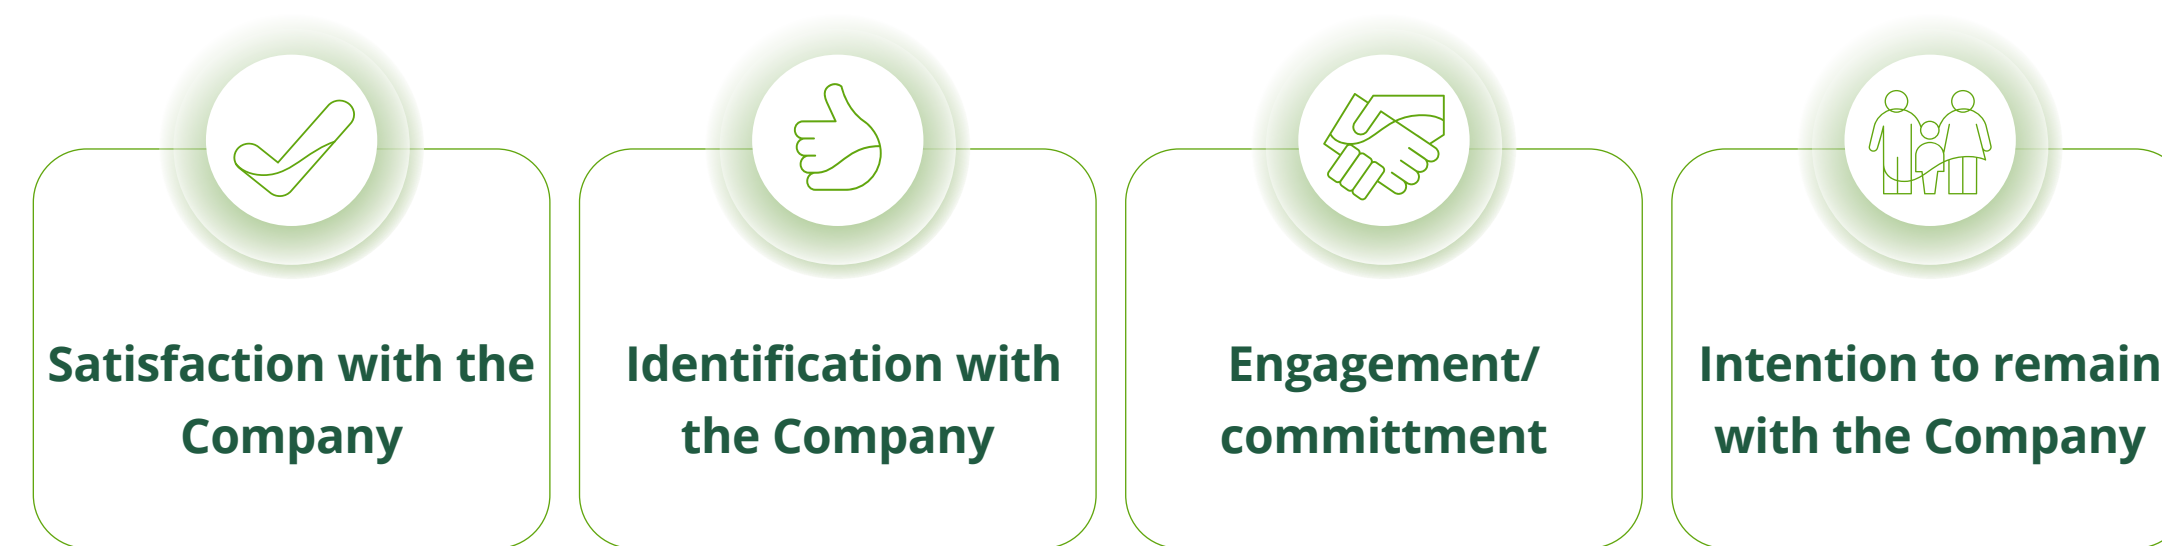 Satisfaction with the
Company
Identification with
the Company
Engagement/
committment
Intention to remain
with the Company